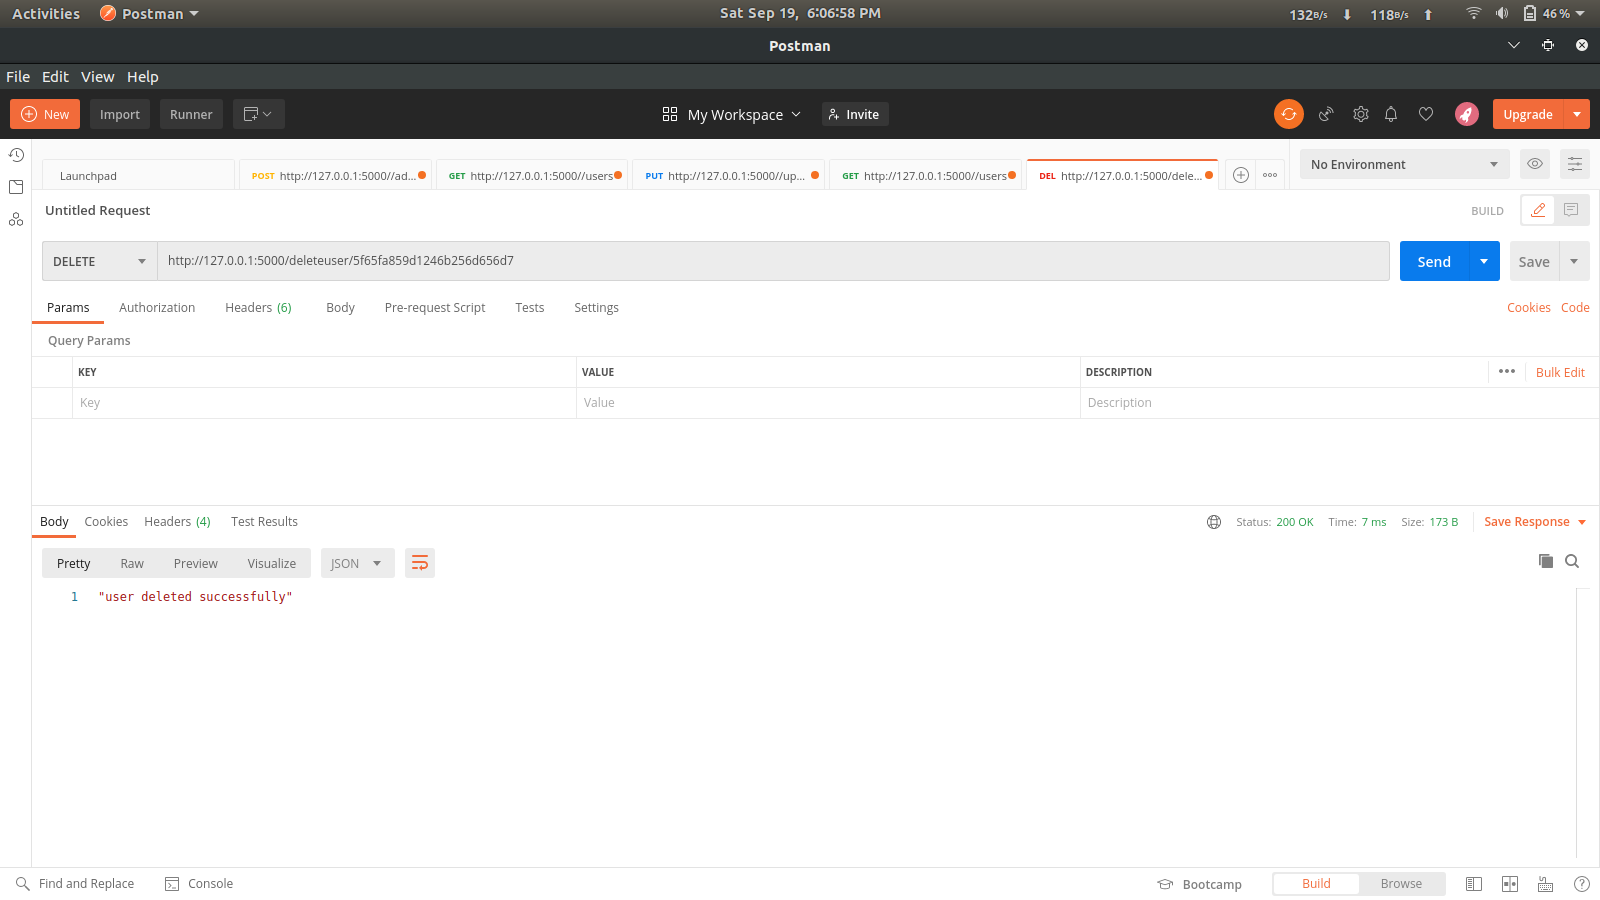 Activities Postman Sat Sep 19, 6:06:58 PM 132B/s 118B/s 46 %
Postman
File Edit View Help
New Import Runner My Workspace Invite Upgrade
Launchpad POST http://127.0.0.1:5000//ad... GET http://127.0.0.1:5000//users PUT http://127.0.0.1:5000//up... GET http://127.0.0.1:5000//users DEL http://127.0.0.1:5000/dele... No Environment
Untitled Request BUILD
DELETE http://127.0.0.1:5000/deleteuser/5f65fa859d1246b256d656d7 Send Save
Params Authorization Headers (6) Body Pre-request Script Tests Settings Cookies Code
Query Params
KEY VALUE DESCRIPTION Bulk Edit
Key Value Description
Body Cookies Headers (4) Test Results Status: 200 OK Time: 7 ms Size: 173 B Save Response
Pretty Raw Preview Visualize JSON
1 "user deleted successfully"
Find and Replace Console Bootcamp Build Browse